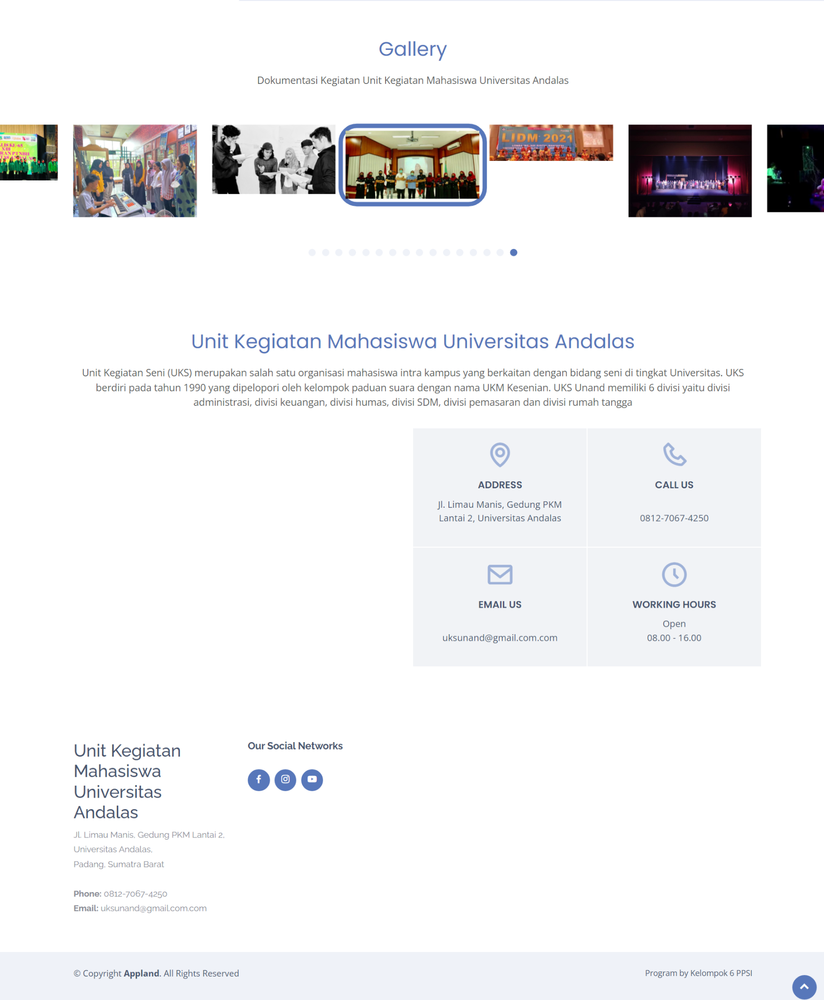 Gallery
Dokumentasi Kegiatan Unit Kegiatan Mahasiswa Universitas Andalas
ALIS KE-65
XIII
LIDM- 2021
Unit Kegiatan Mahasiswa Universitas Andalas
Unit Kegiatan Seni (UKS) merupakan salah satu organisasi mahasiswa intra kampus yang berkaitan dengan bidang seni di tingkat Universitas. UKS
berdiri pada tahun 1990 yang dipelopori oleh kelompok paduan suara dengan nama UKM Kesenian. UKS Unand memiliki 6 divisi yaitu divisi
administrasi, divisi keuangan, divisi humas, divisi SDM, divisi pemasaran dan divisi rumah tangga
ADDRESS
Jl. Limau Manis, Gedung PKM
Lantai 2, Universitas Andalas
CALL US
0812-7067-4250
EMAIL US
uksunand@gmail.com.com
WORKING HOURS
Open
08.00 - 16.00
Unit Kegiatan
Mahasiswa
Universitas
Andalas
Jl. Limau Manis, Gedung PKM Lantai 2,
Universitas Andalas,
Padang, Sumatra Barat
Phone: 0812-7067-4250
Email: uksunand@gmail.com.com
Our Social Networks
© Copyright Appland. All Rights Reserved
Program by Kelompok 6 PPSI